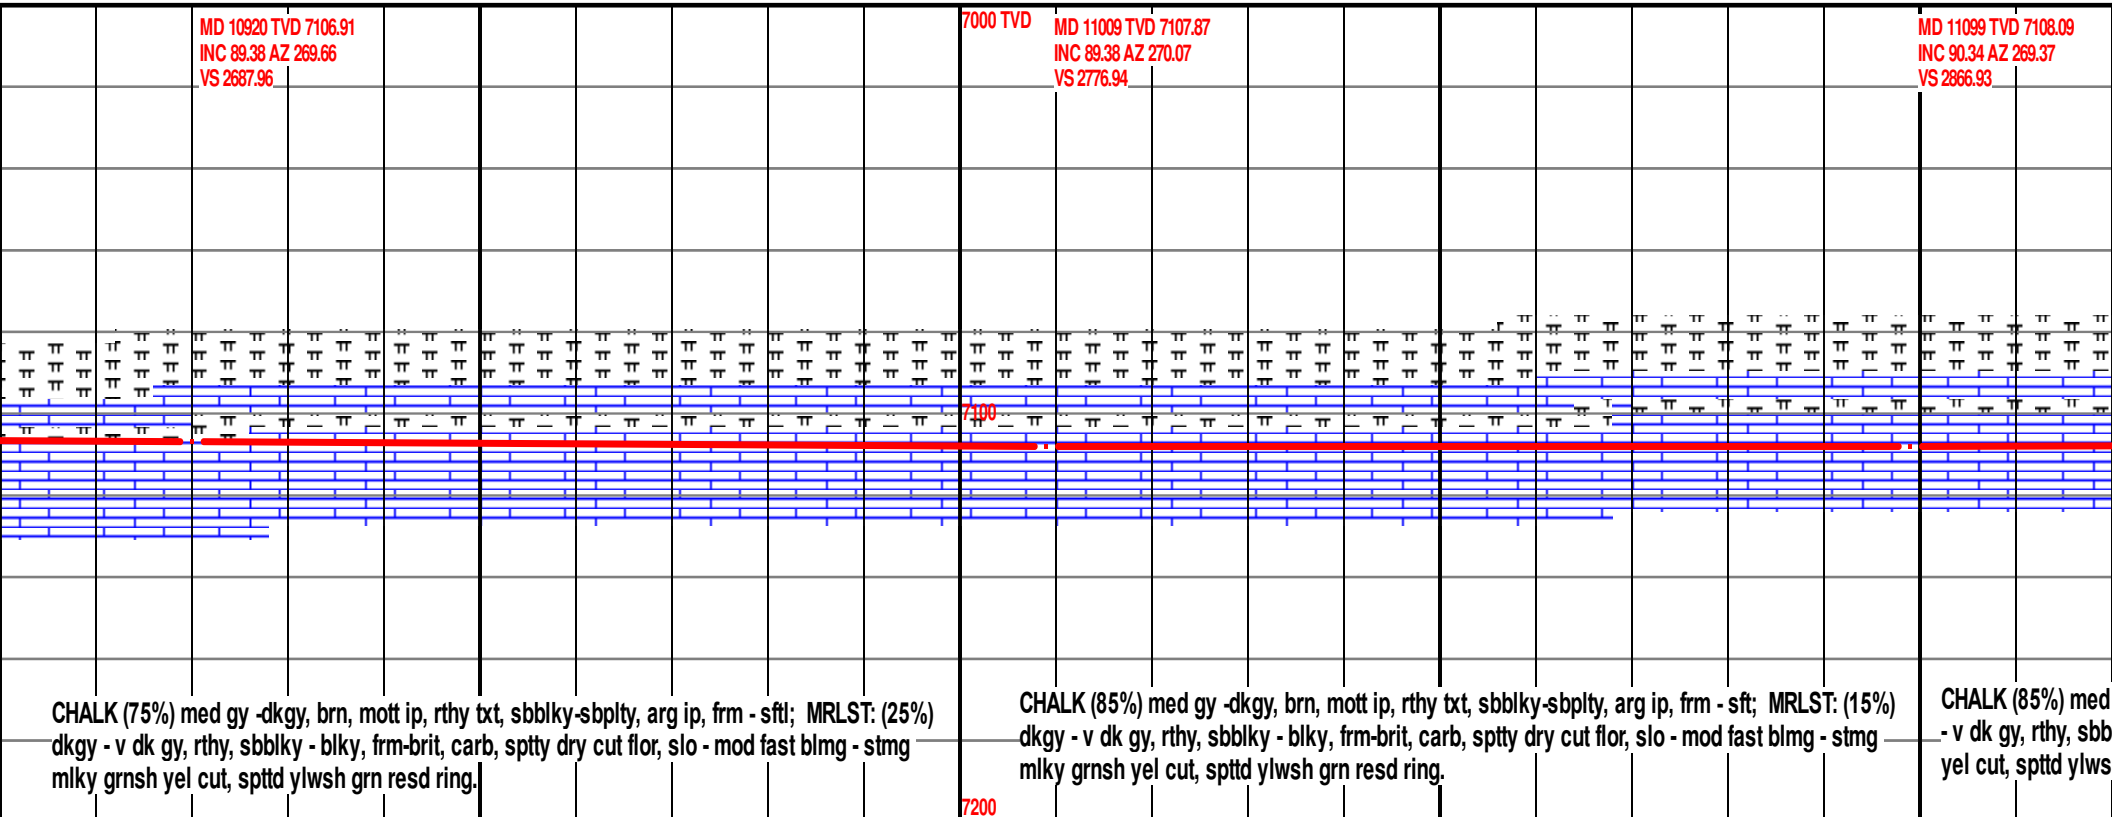 MD 10920 TVD 7106.91
INC 89.38 AZ 269.66
VS 2687.96
7000 TVD
MD 11009 TVD 7107.87
INC 89.38 AZ 270.07
VS 2776.94
MD 11099 TVD 7108.09
INC 90.34 AZ 269.37
VS 2866.93
7100
CHALK (75%) med gy -dkgy, brn, mott ip, rthy txt, sbblky-sbplty, arg ip, frm - sftl;  MRLST: (25%)
dkgy - v dk gy, rthy, sbblky - blky, frm-brit, carb, sptty dry cut flor, slo - mod fast blmg - stmg
mlky grnsh yel cut, spttd ylwsh grn resd ring.
CHALK (85%) med gy -dkgy, brn, mott ip, rthy txt, sbblky-sbplty, arg ip, frm - sft;  MRLST: (15%)
dkgy - v dk gy, rthy, sbblky - blky, frm-brit, carb, sptty dry cut flor, slo - mod fast blmg - stmg
mlky grnsh yel cut, spttd ylwsh grn resd ring.
CHALK (85%) med
- v dk gy, rthy, sbb
yel cut, spttd ylws
7200